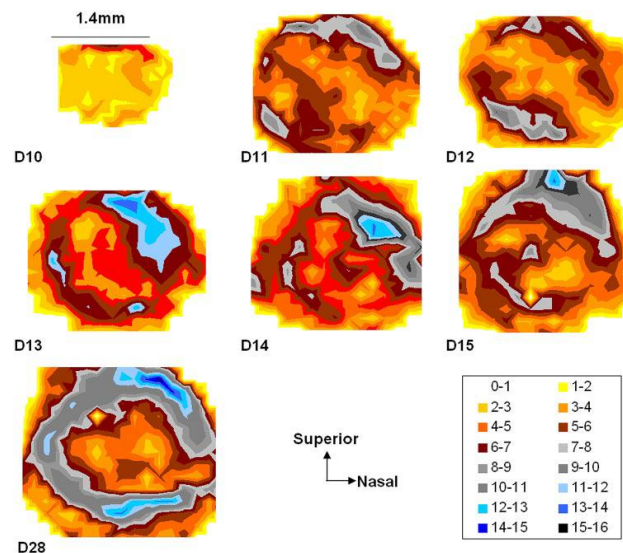 1.4mm
D10
D11
D12
D13
D14
D15
D28
Superior
Nasal
0-1 1-2
2-3 3-4
4-5 5-6
6-7 7-8
8-9 9-10
10-11 11-12
12-13 13-14
14-15 15-16